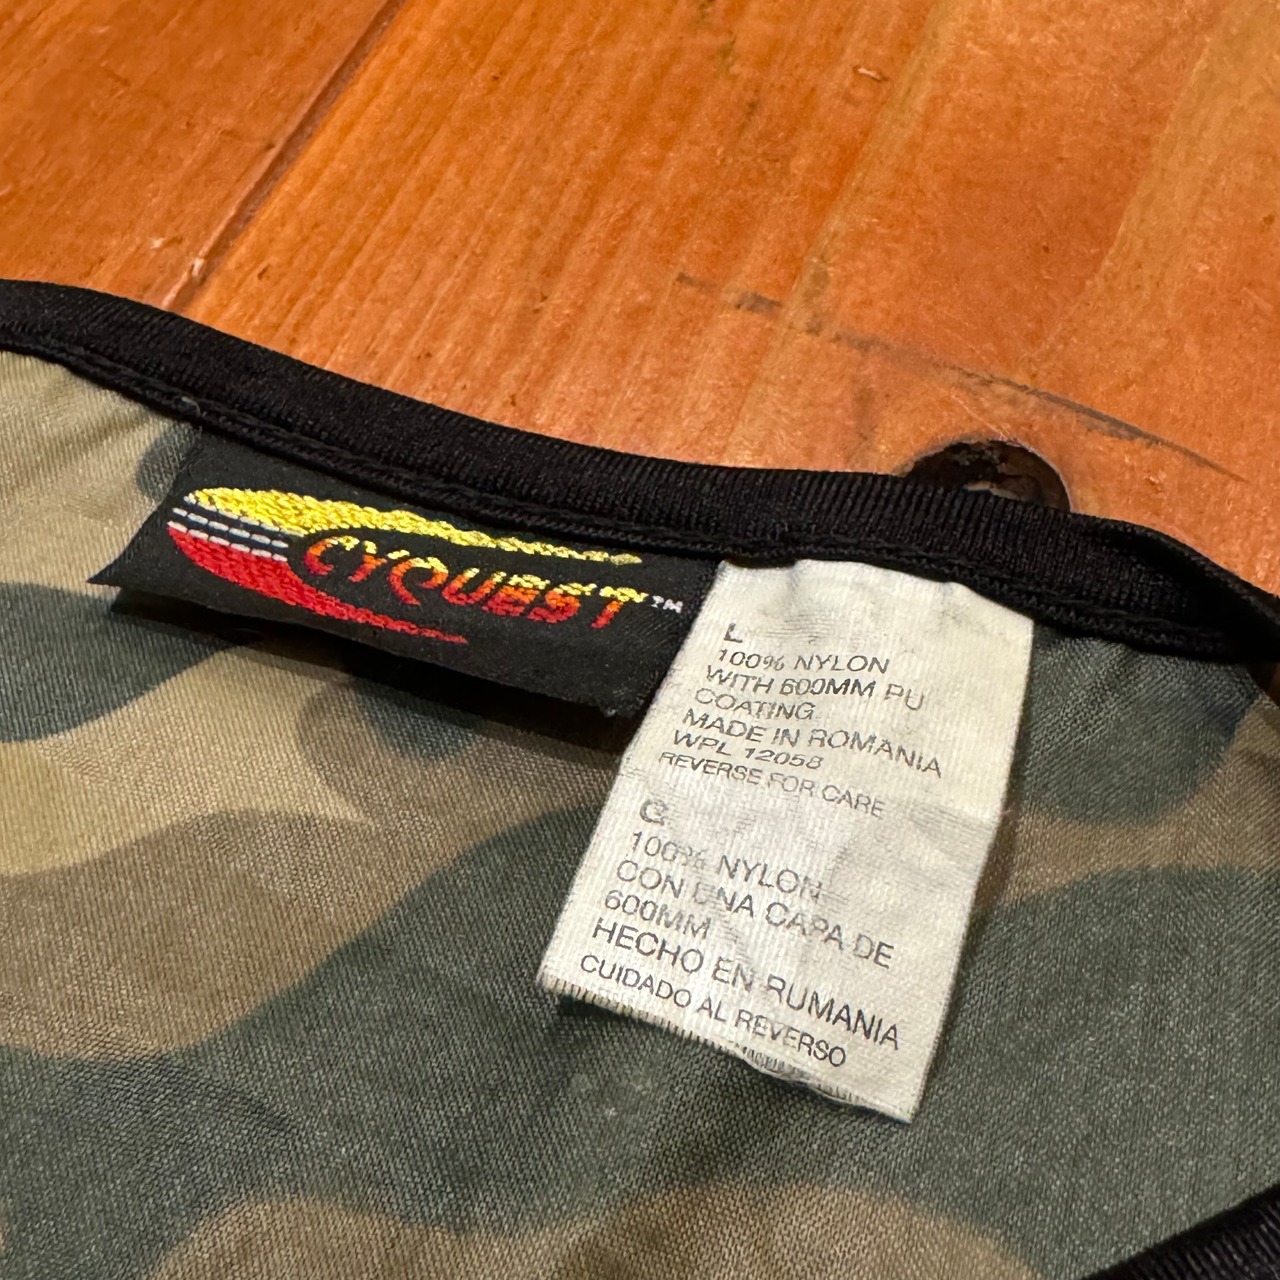 CYQUEST™
L
100% NYLON
WITH 600MM PU
COATING
MADE IN ROMANIA
WPL 12058
REVERSE FOR CARE
G
100% NYLON
CON UNA CAPA DE
600MM
HECHO EN RUMANIA
CUIDADO AL REVERSO